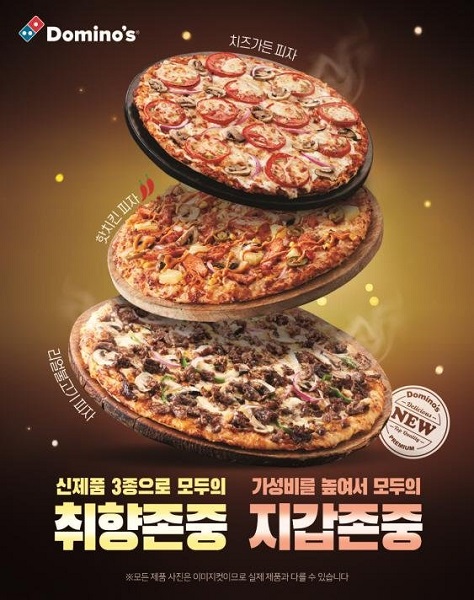 Domino's
치즈가든 피자
핫치킨 피자
리얼불고기 피자
Domino's
Delicious
NEW
Top Quality
PREMIUM
신제품 3종으로 모두의
취향존중
가성비를 높여서 모두의
지갑존중
※모든 제품 사진은 이미지컷이므로 실제 제품과 다를 수 있습니다